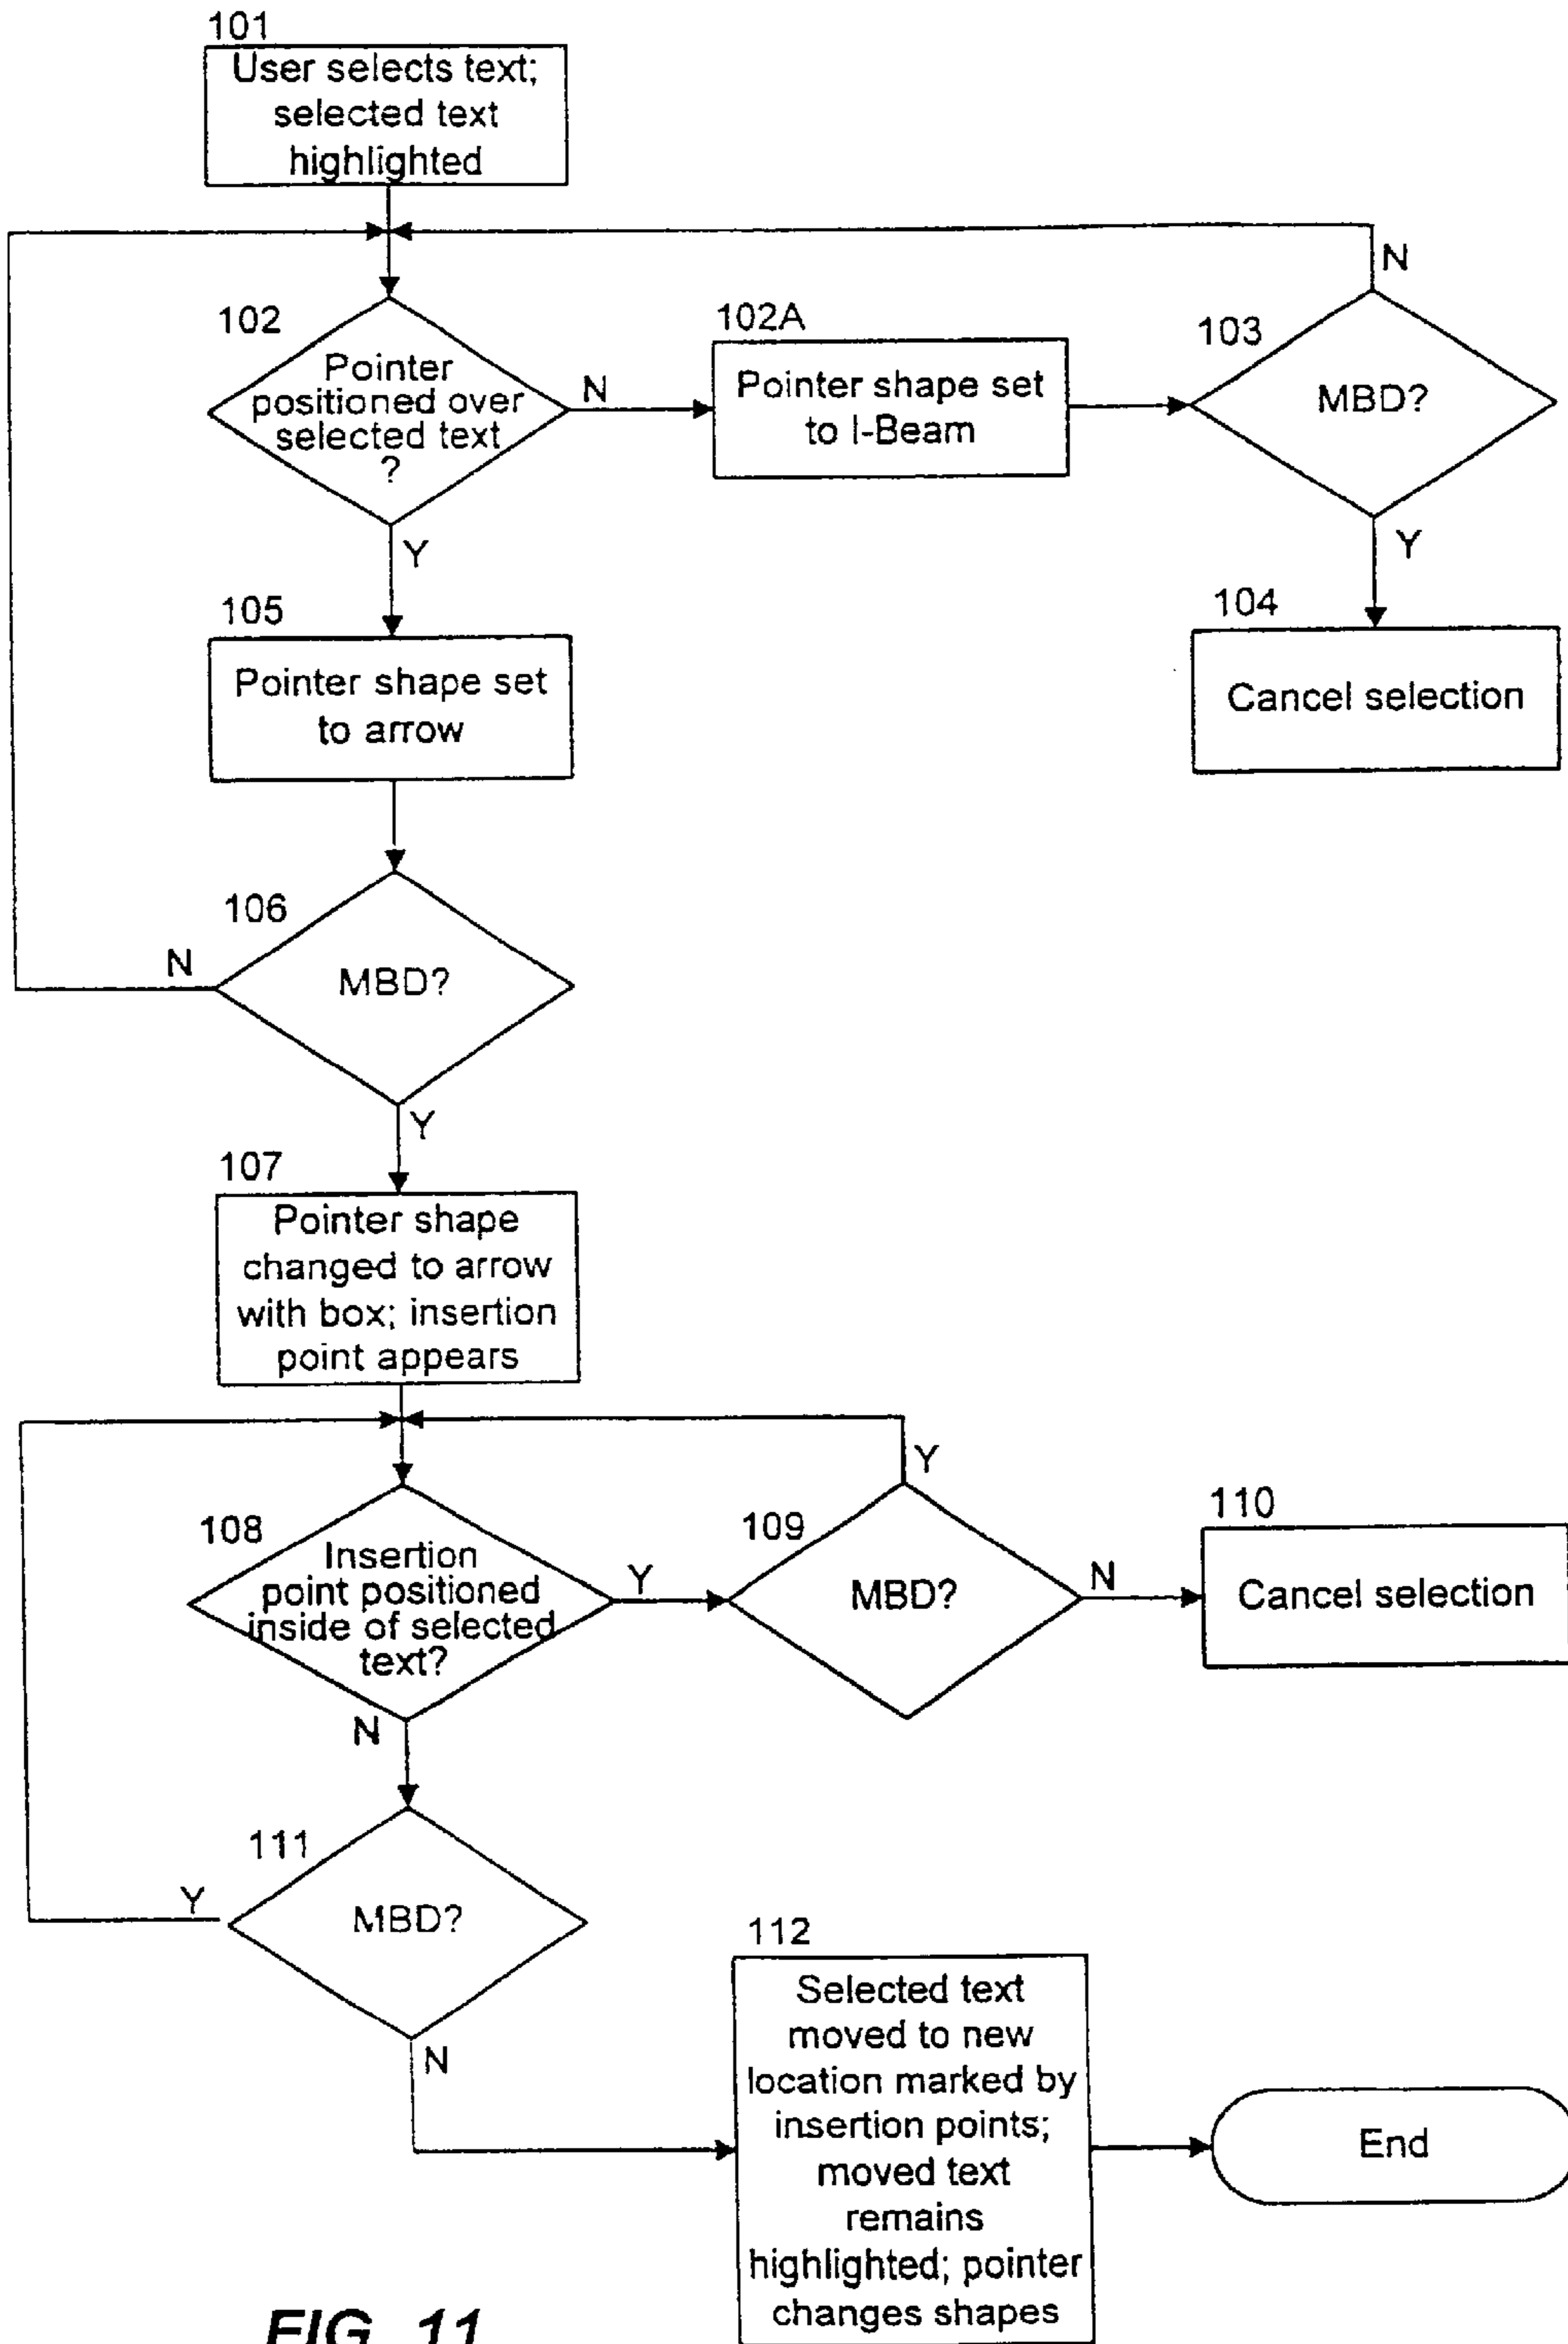 101
User selects text;
selected text
highlighted
102
Pointer
positioned over
selected text
?
N
102A
Pointer shape set
to I-Beam
103
MBD?
N
Y
104
Cancel selection
Y
105
Pointer shape set
to arrow
106
MBD?
N
Y
107
Pointer shape
changed to arrow
with box; insertion
point appears
108
Insertion
point positioned
inside of selected
text?
Y
109
MBD?
Y
N
110
Cancel selection
N
111
MBD?
Y
N
112
Selected text
moved to new
location marked by
insertion points;
moved text
remains
highlighted; pointer
changes shapes
End
FIG. 11